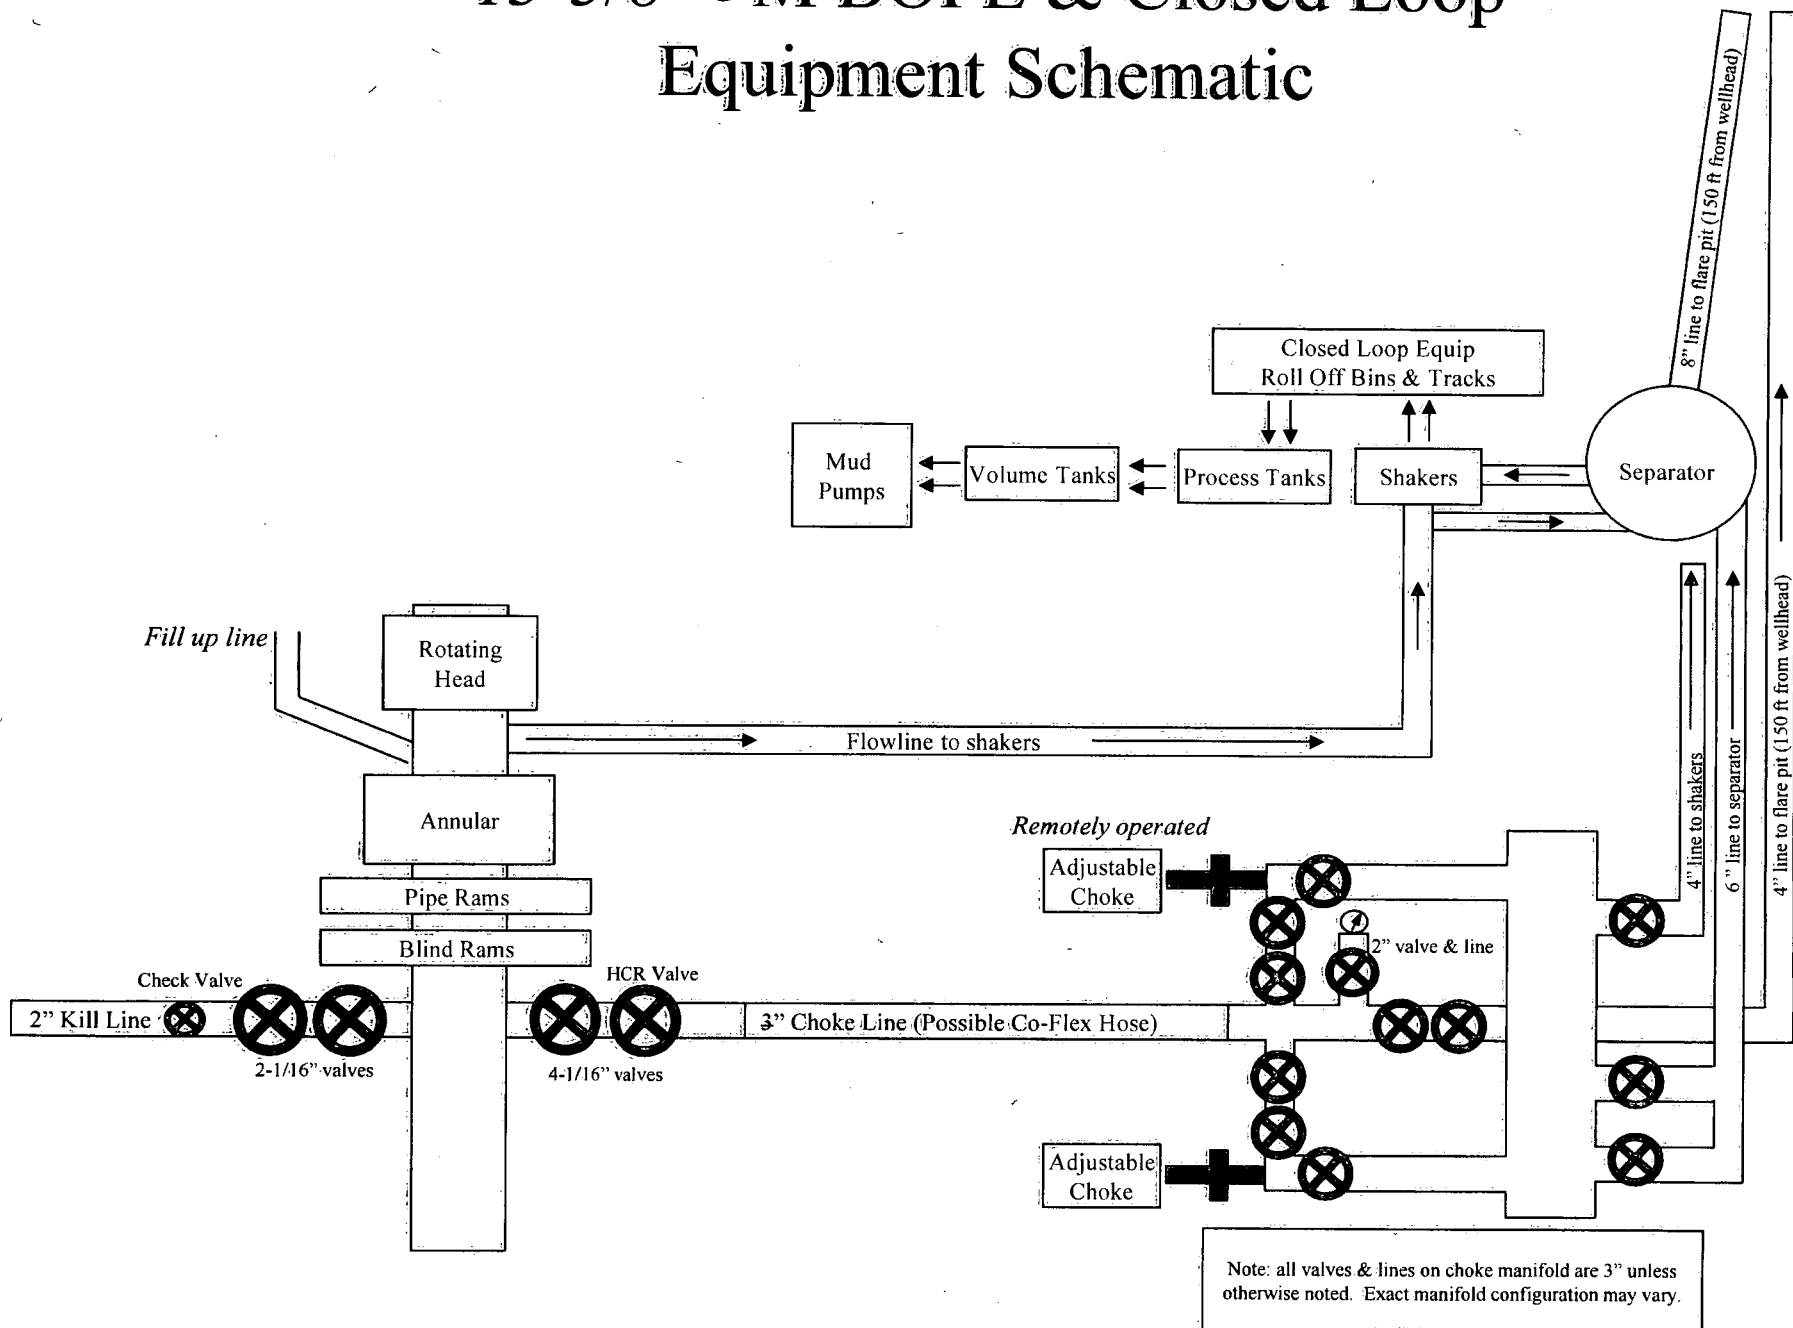 & Closed Loop
Equipment Schematic
8” line to flare pit (150 ft from wellhead)
Closed Loop Equip
Roll Off Bins & Tracks
Mud
Pumps
Volume Tanks
Process Tanks
Shakers
Separator
Fill up line
Rotating
Head
Flowline to shakers
Annular
Pipe Rams
Blind Rams
Check Valve
HCR Valve
2” Kill Line
3” Choke Line (Possible Co-Flex Hose)
2-1/16” valves
4-1/16” valves
Remotely operated
Adjustable
Choke
2” valve & line
Adjustable
Choke
4” line to shakers
6” line to separator
4” line to flare pit (150 ft from wellhead)
Note: all valves & lines on choke manifold are 3” unless
otherwise noted. Exact manifold configuration may vary.